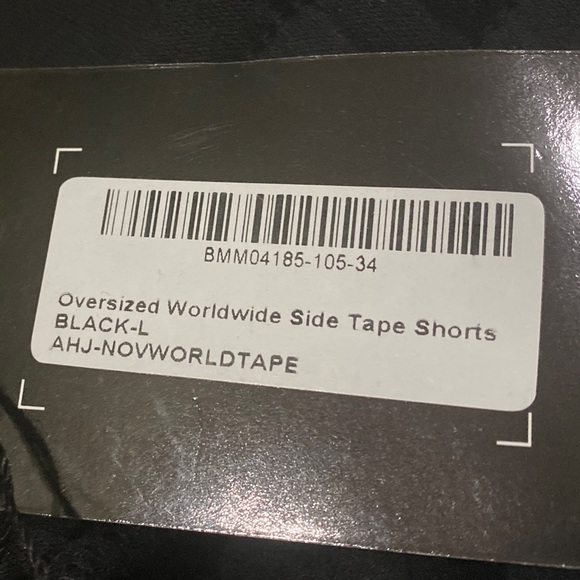 BMM04185-105-34
Oversized Worldwide Side Tape Shorts
BLACK-L
AHJ-NOVWORLDTAPE